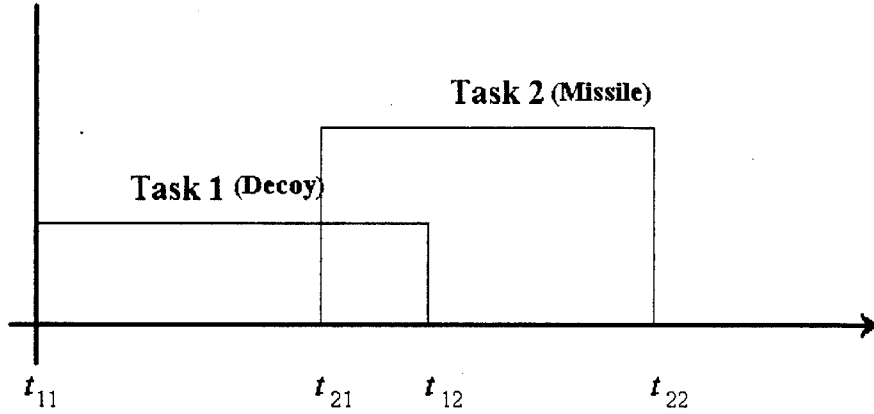 Task 2 (Missile)
Task 1 (Decoy)
t11 t21 t12 t22